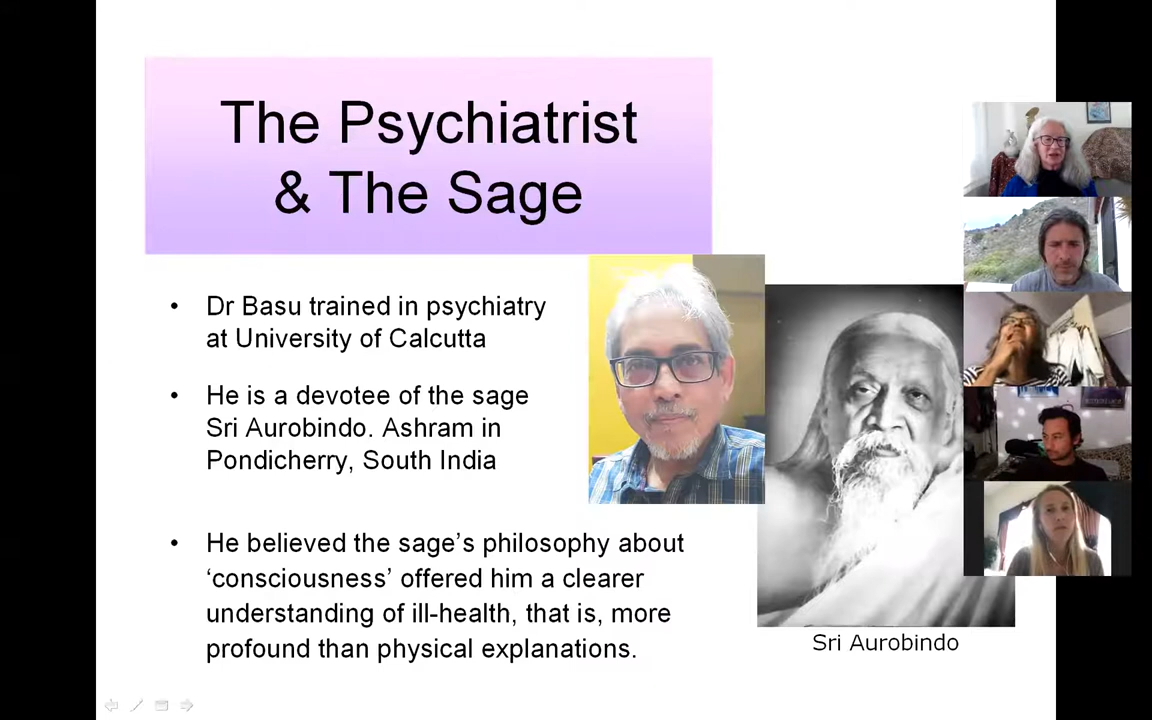 The Psychiatrist
& The Sage
• Dr Basu trained in psychiatry
at University of Calcutta
• He is a devotee of the sage
Sri Aurobindo. Ashram in
Pondicherry, South India
• He believed the sage’s philosophy about
‘consciousness’ offered him a clearer
understanding of ill-health, that is, more
profound than physical explanations.
Sri Aurobindo